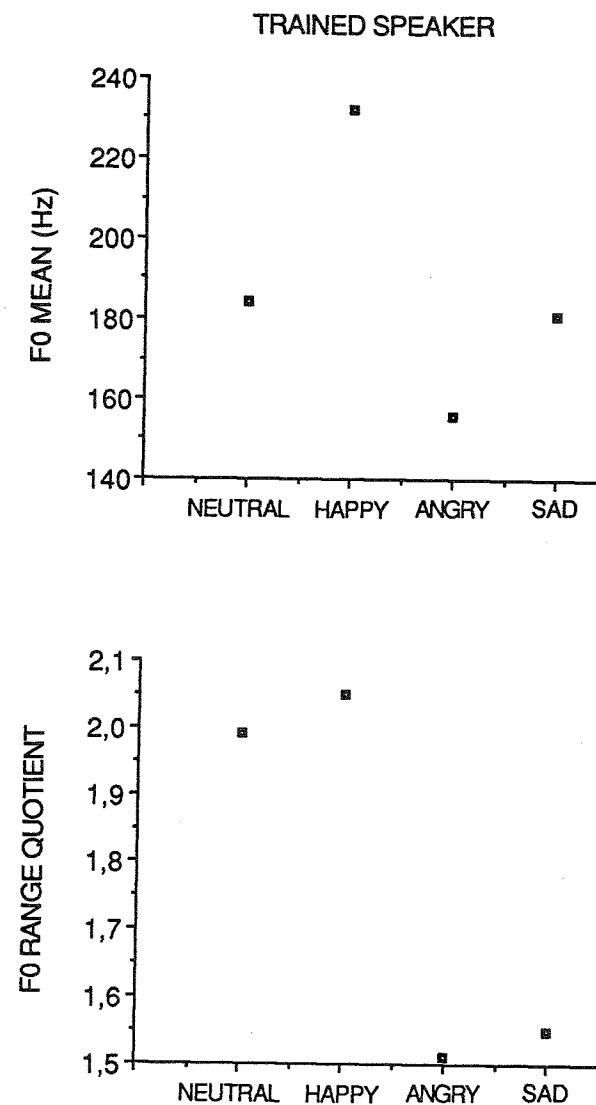 TRAINED SPEAKER
240
220
200
180
160
140
F0 MEAN (Hz)
NEUTRAL HAPPY ANGRY SAD
2,1
2,0
1,9
1,8
1,7
1,6
1,5
F0 RANGE QUOTIENT
NEUTRAL HAPPY ANGRY SAD